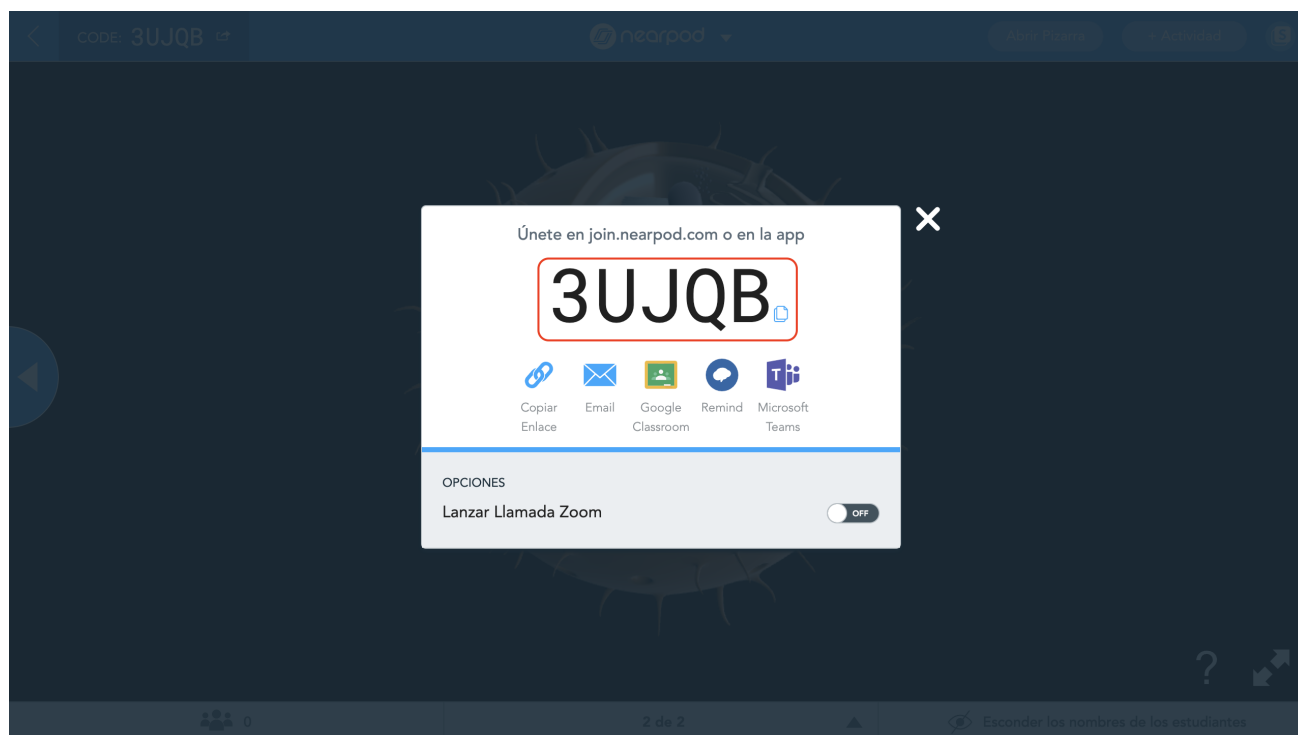 CODE: 3UJQB
nearpod
Abrir Pizarra
+ Actividad
S
Únete en join.nearpod.com o en la app
3UJQB
Copiar Enlace
Email
Google Classroom
Remind
Microsoft Teams
OPCIONES
Lanzar Llamada Zoom
OFF
?
0
2 de 2
Esconder los nombres de los estudiantes